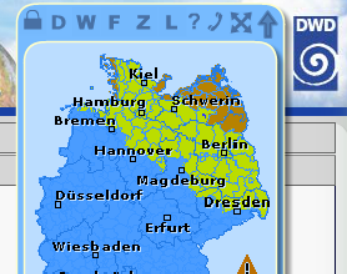 D W F Z L ?
DWD
Kiel
Hamburg
Schwerin
Bremen
Hannover
Berlin
Magdeburg
Düsseldorf
Dresden
Erfurt
Wiesbaden